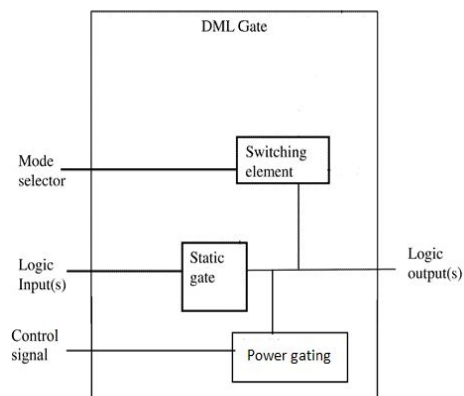 DML Gate
Mode
selector
Switching
element
Logic
Input(s)
Static
gate
Logic
output(s)
Control
signal
Power gating